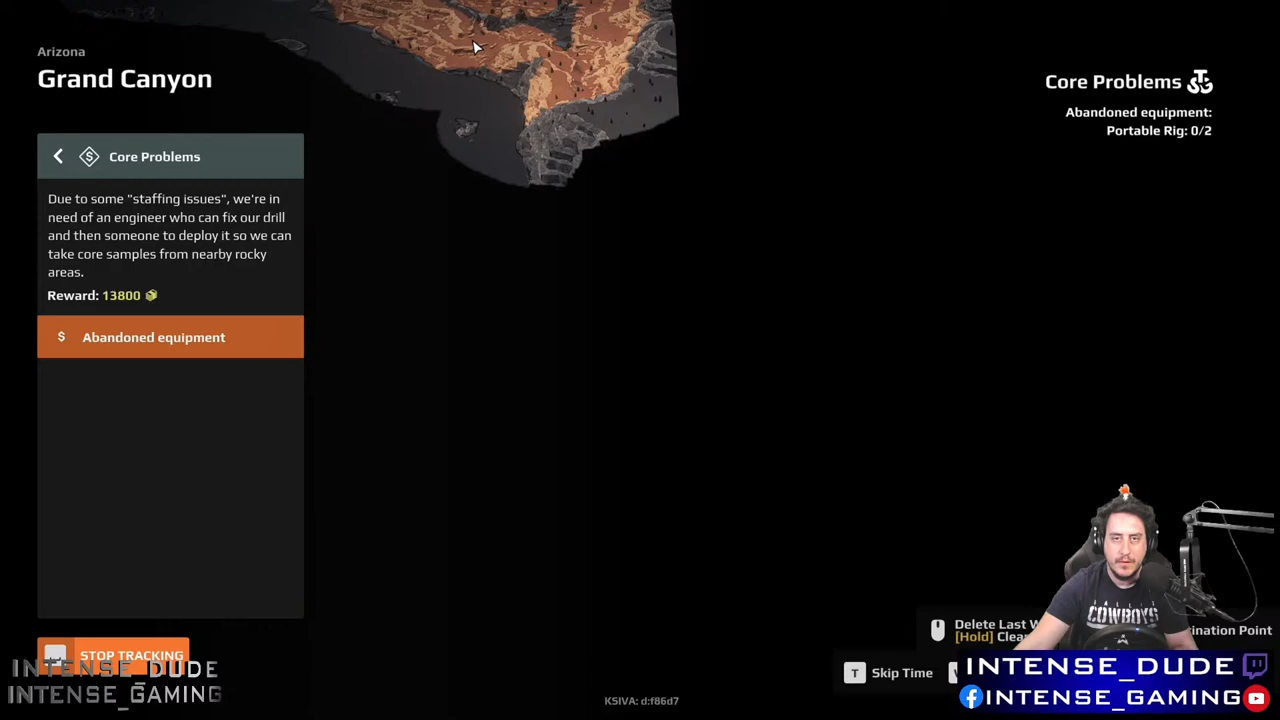 Arizona
Grand Canyon
Core Problems
Due to some "staffing issues", we're in
need of an engineer who can fix our drill
and then someone to deploy it so we can
take core samples from nearby rocky
areas.
Reward: 13800
$ Abandoned equipment
STOP TRACKING
INTENSE_DUDE
INTENSE_GAMING
Core Problems
Abandoned equipment:
Portable Rig: 0/2
COWBOYS
Delete Last
[Hold]
Point
T Skip Time
INTENSE_DUDE
INTENSE_GAMING
KSIVA: d:f86d7